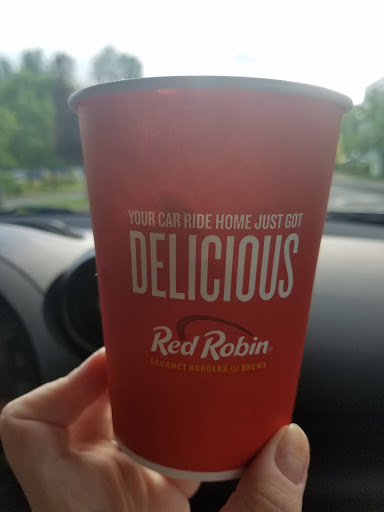 YOUR CAR RIDE HOME JUST GOT
DELICIOUS
Red Robin®
GOURMET BURGERS AND BREWS